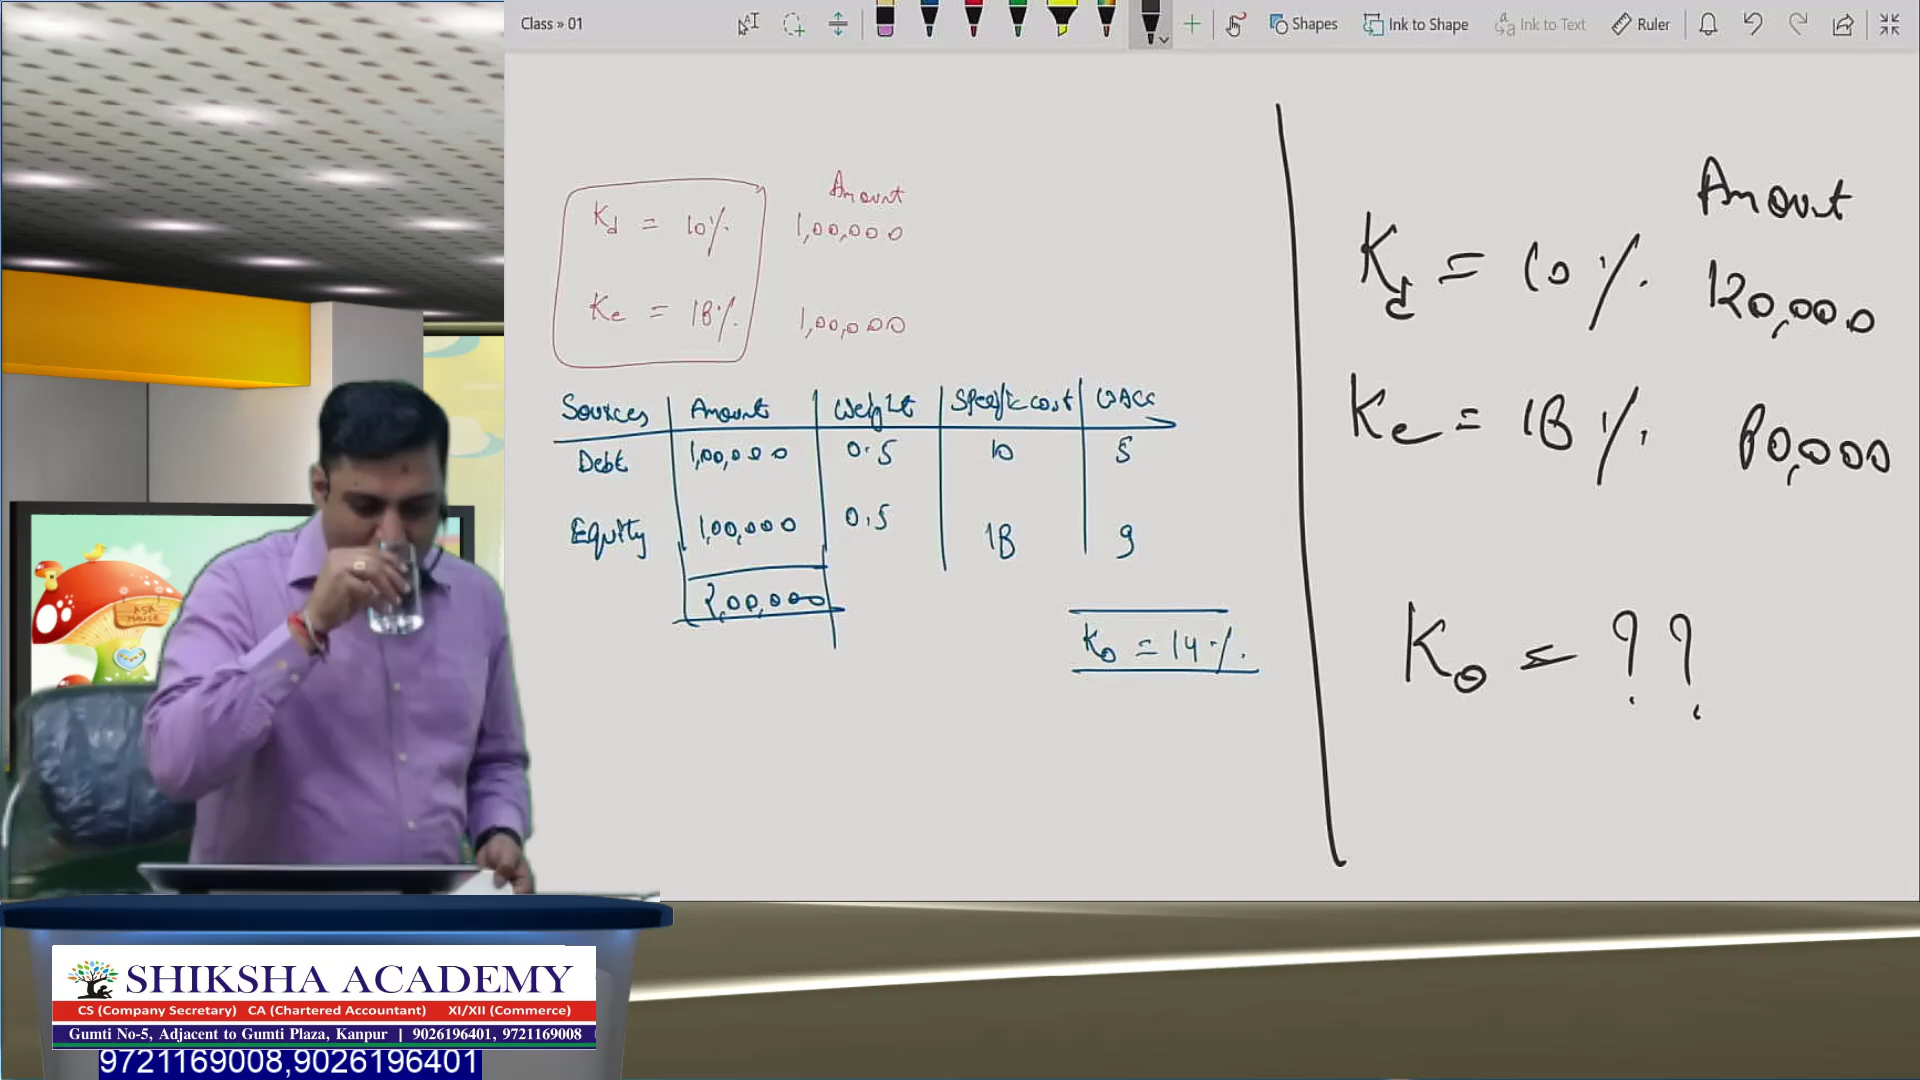 Class » 01
Shapes
Ink to Shape
Ink to Text
Ruler
Amount
Kd = 10% 1,00,000
Ke = 18% 1,00,000
Sources Amount Weight Specific cost WACC
Debt 1,00,000 0.5 10 5
Equity 1,00,000 0.5 18 9
2,00,000
Ko = 14%
Amount
Kd = 10% 120,000
Ke = 18% 80,000
Ko = ??
ASA
HOUSE
SHIKSHA ACADEMY
CS (Company Secretary) CA (Chartered Accountant) XI/XII (Commerce)
Gumti No-5, Adjacent to Gumti Plaza, Kanpur | 9026196401, 9721169008
9721169008,9026196401